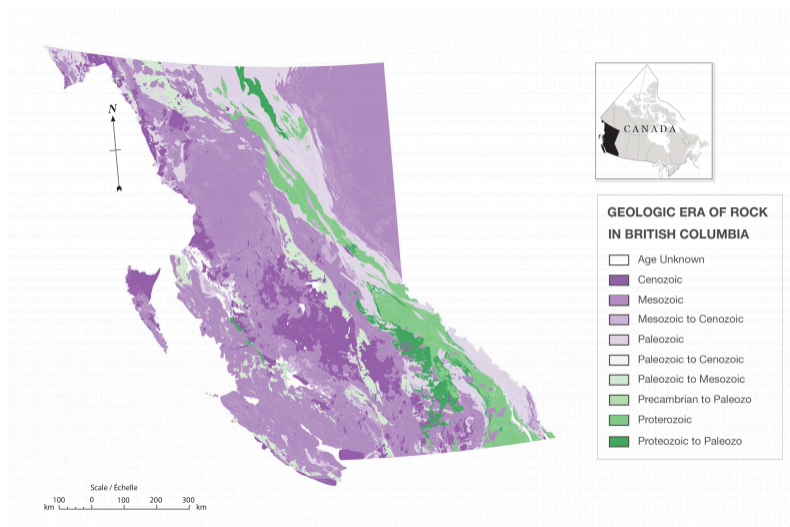 N
CANADA
GEOLOGIC ERA OF ROCK
IN BRITISH COLUMBIA
Age Unknown
Cenozoic
Mesozoic
Mesozoic to Cenozoic
Paleozoic
Paleozoic to Cenozoic
Paleozoic to Mesozoic
Precambrian to Paleozo
Proterozoic
Proteozoic to Paleozo
Scale / Échelle
100 0 100 200 300
km km